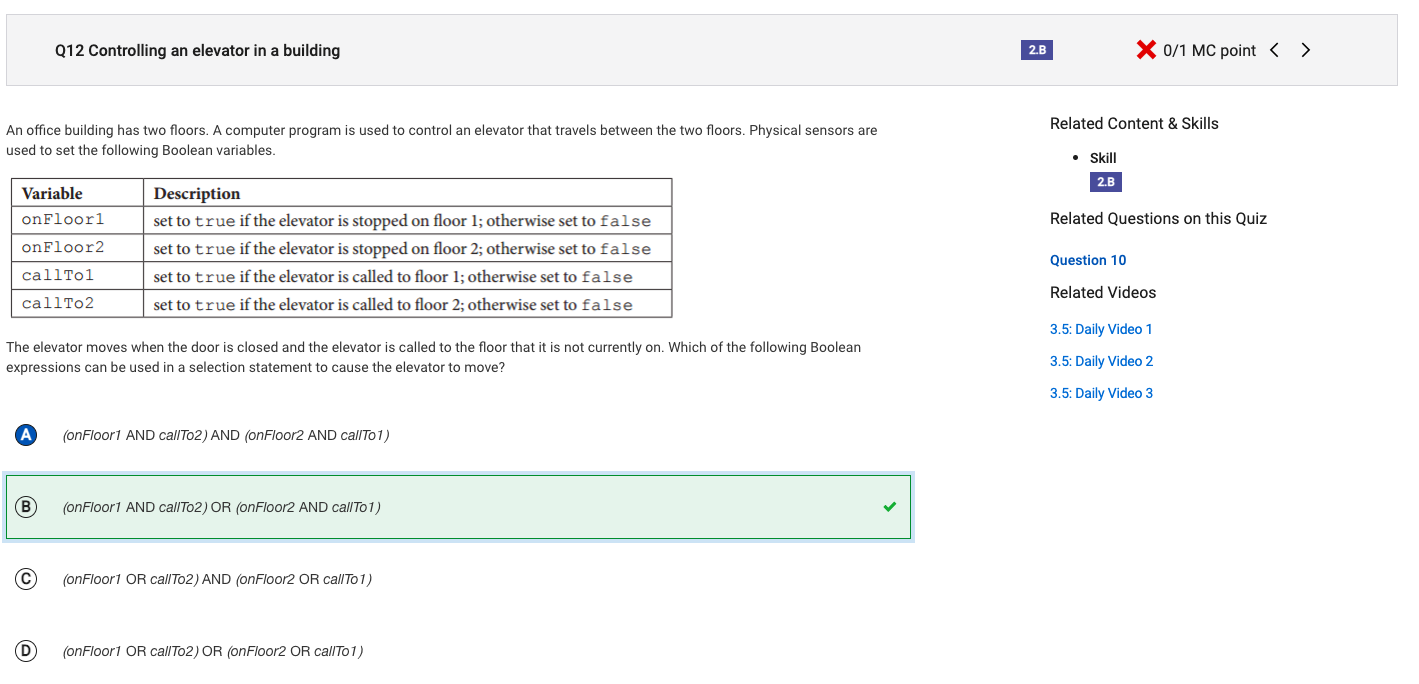 Q12 Controlling an elevator in a building
2.B
0/1 MC point
An office building has two floors. A computer program is used to control an elevator that travels between the two floors. Physical sensors are
used to set the following Boolean variables.
Variable Description
onFloor1 set to true if the elevator is stopped on floor 1; otherwise set to false
onFloor2 set to true if the elevator is stopped on floor 2; otherwise set to false
callTo1 set to true if the elevator is called to floor 1; otherwise set to false
callTo2 set to true if the elevator is called to floor 2; otherwise set to false
The elevator moves when the door is closed and the elevator is called to the floor that it is not currently on. Which of the following Boolean
expressions can be used in a selection statement to cause the elevator to move?
A (onFloor1 AND callTo2) AND (onFloor2 AND callTo1)
B (onFloor1 AND callTo2) OR (onFloor2 AND callTo1)
C (onFloor1 OR callTo2) AND (onFloor2 OR callTo1)
D (onFloor1 OR callTo2) OR (onFloor2 OR callTo1)
Related Content & Skills
• Skill
2.B
Related Questions on this Quiz
Question 10
Related Videos
3.5: Daily Video 1
3.5: Daily Video 2
3.5: Daily Video 3